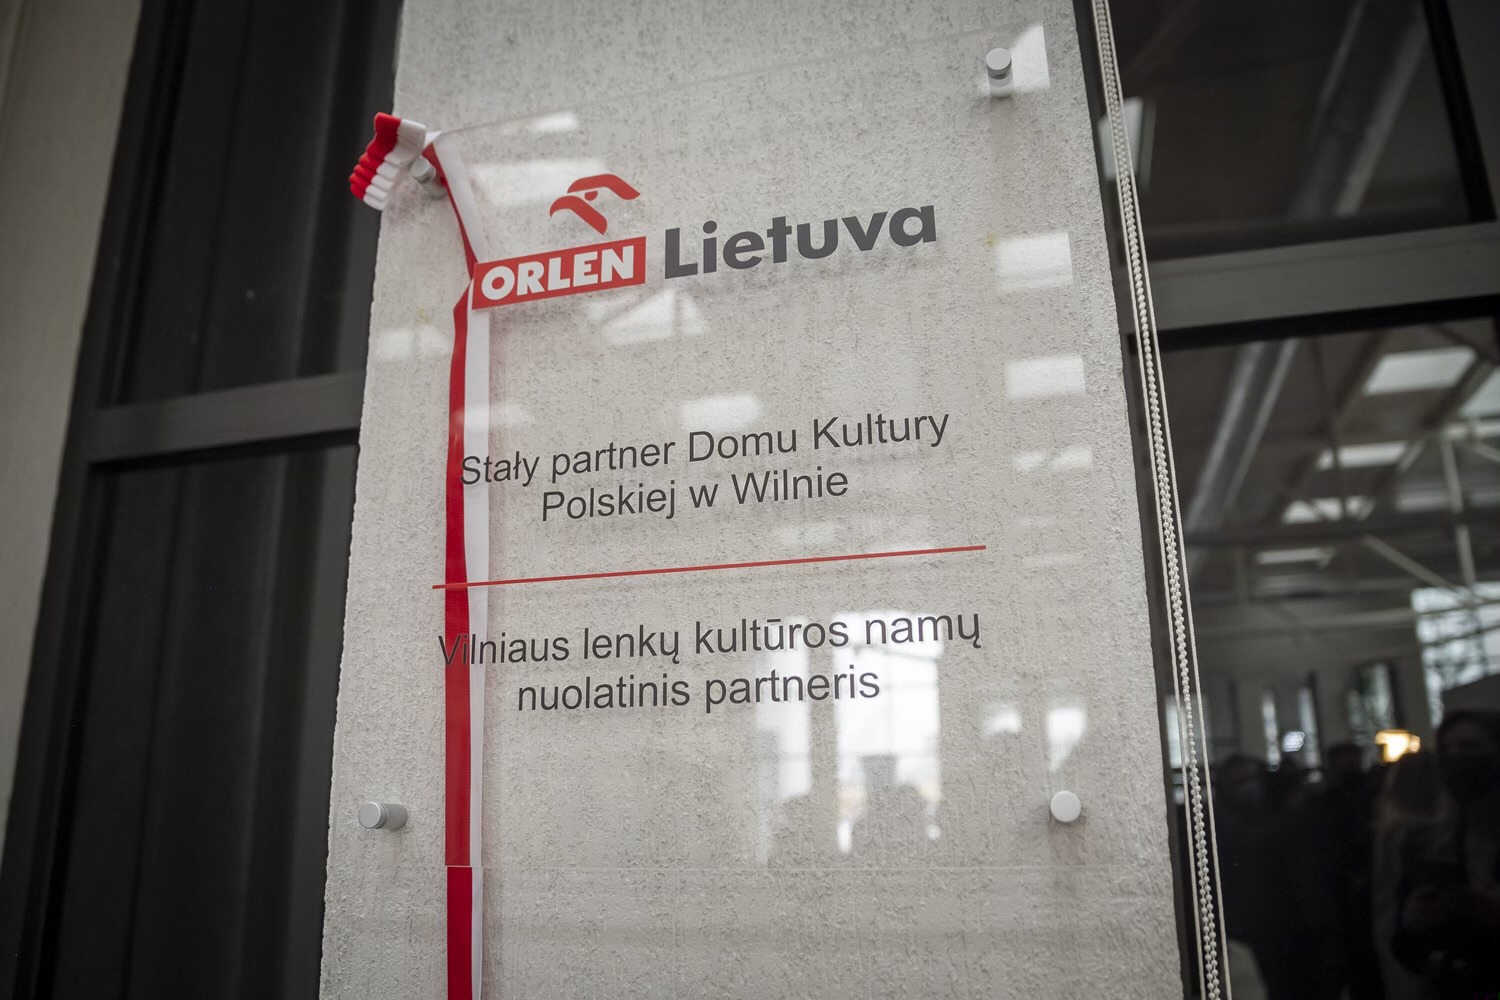 ORLEN Lietuva
Stały partner Domu Kultury
Polskiej w Wilnie
Vilniaus lenkų kultūros namų
nuolatinis partneris